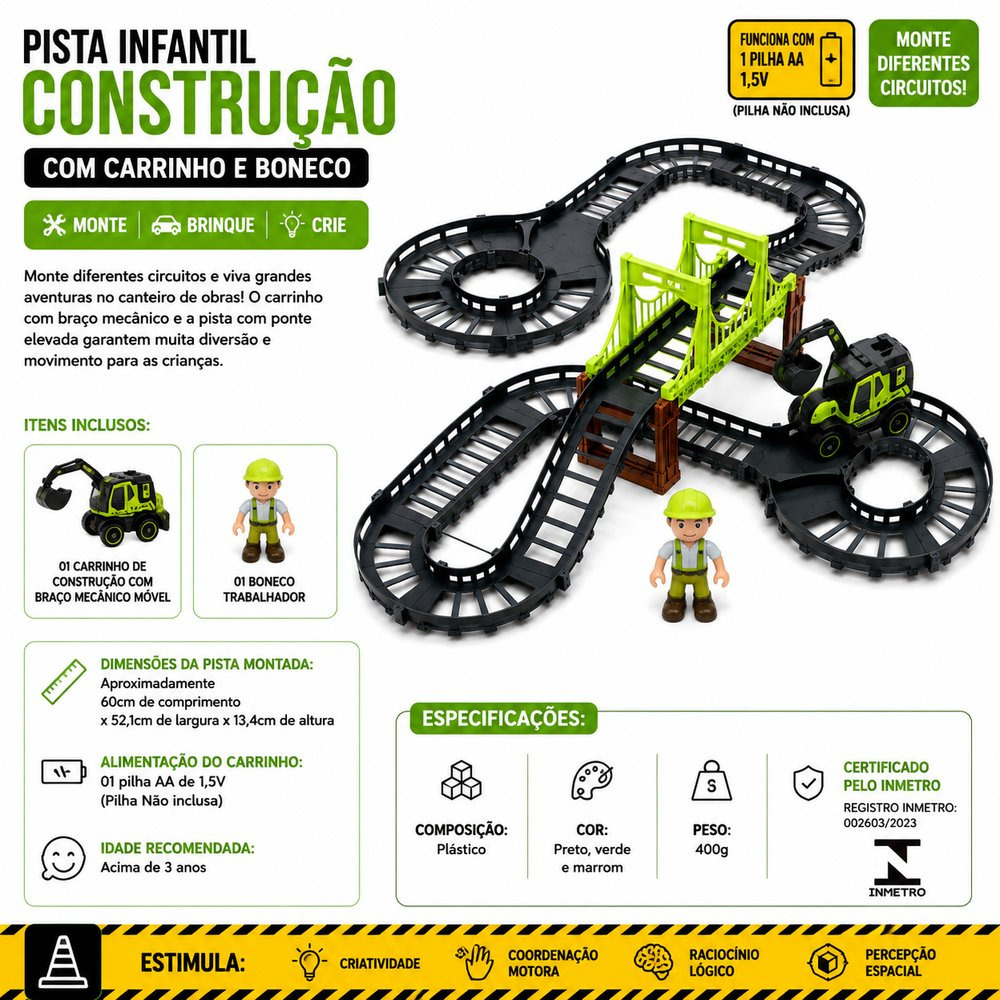 PISTA INFANTIL
CONSTRUÇÃO
COM CARRINHO E BONECO
MONTE
BRINQUE
CRIE
Monte diferentes circuitos e viva grandes
aventuras no canteiro de obras! O carrinho
com braço mecânico e a pista com ponte
elevada garantem muita diversão e
movimento para as crianças.
FUNCIONA COM
1 PILHA AA
1,5V
(PILHA NÃO INCLUSA)
MONTE
DIFERENTES
CIRCUITOS!
ITENS INCLUSOS:
01 CARRINHO DE
CONSTRUÇÃO COM
BRAÇO MECÂNICO MÓVEL
01 BONECO
TRABALHADOR
DIMENSÕES DA PISTA MONTADA:
Aproximadamente
60cm de comprimento
x 52,1cm de largura x 13,4cm de altura
ALIMENTAÇÃO DO CARRINHO:
01 pilha AA de 1,5V
(Pilha Não inclusa)
IDADE RECOMENDADA:
Acima de 3 anos
ESPECIFICAÇÕES:
COMPOSIÇÃO:
Plástico
COR:
Preto, verde
e marrom
S
PESO:
400g
CERTIFICADO
PELO INMETRO
REGISTRO INMETRO:
002603/2023
INMETRO
ESTIMULA:
CRIATIVIDADE
COORDENAÇÃO
MOTORA
RACIOCÍNIO
LÓGICO
PERCEPÇÃO
ESPACIAL